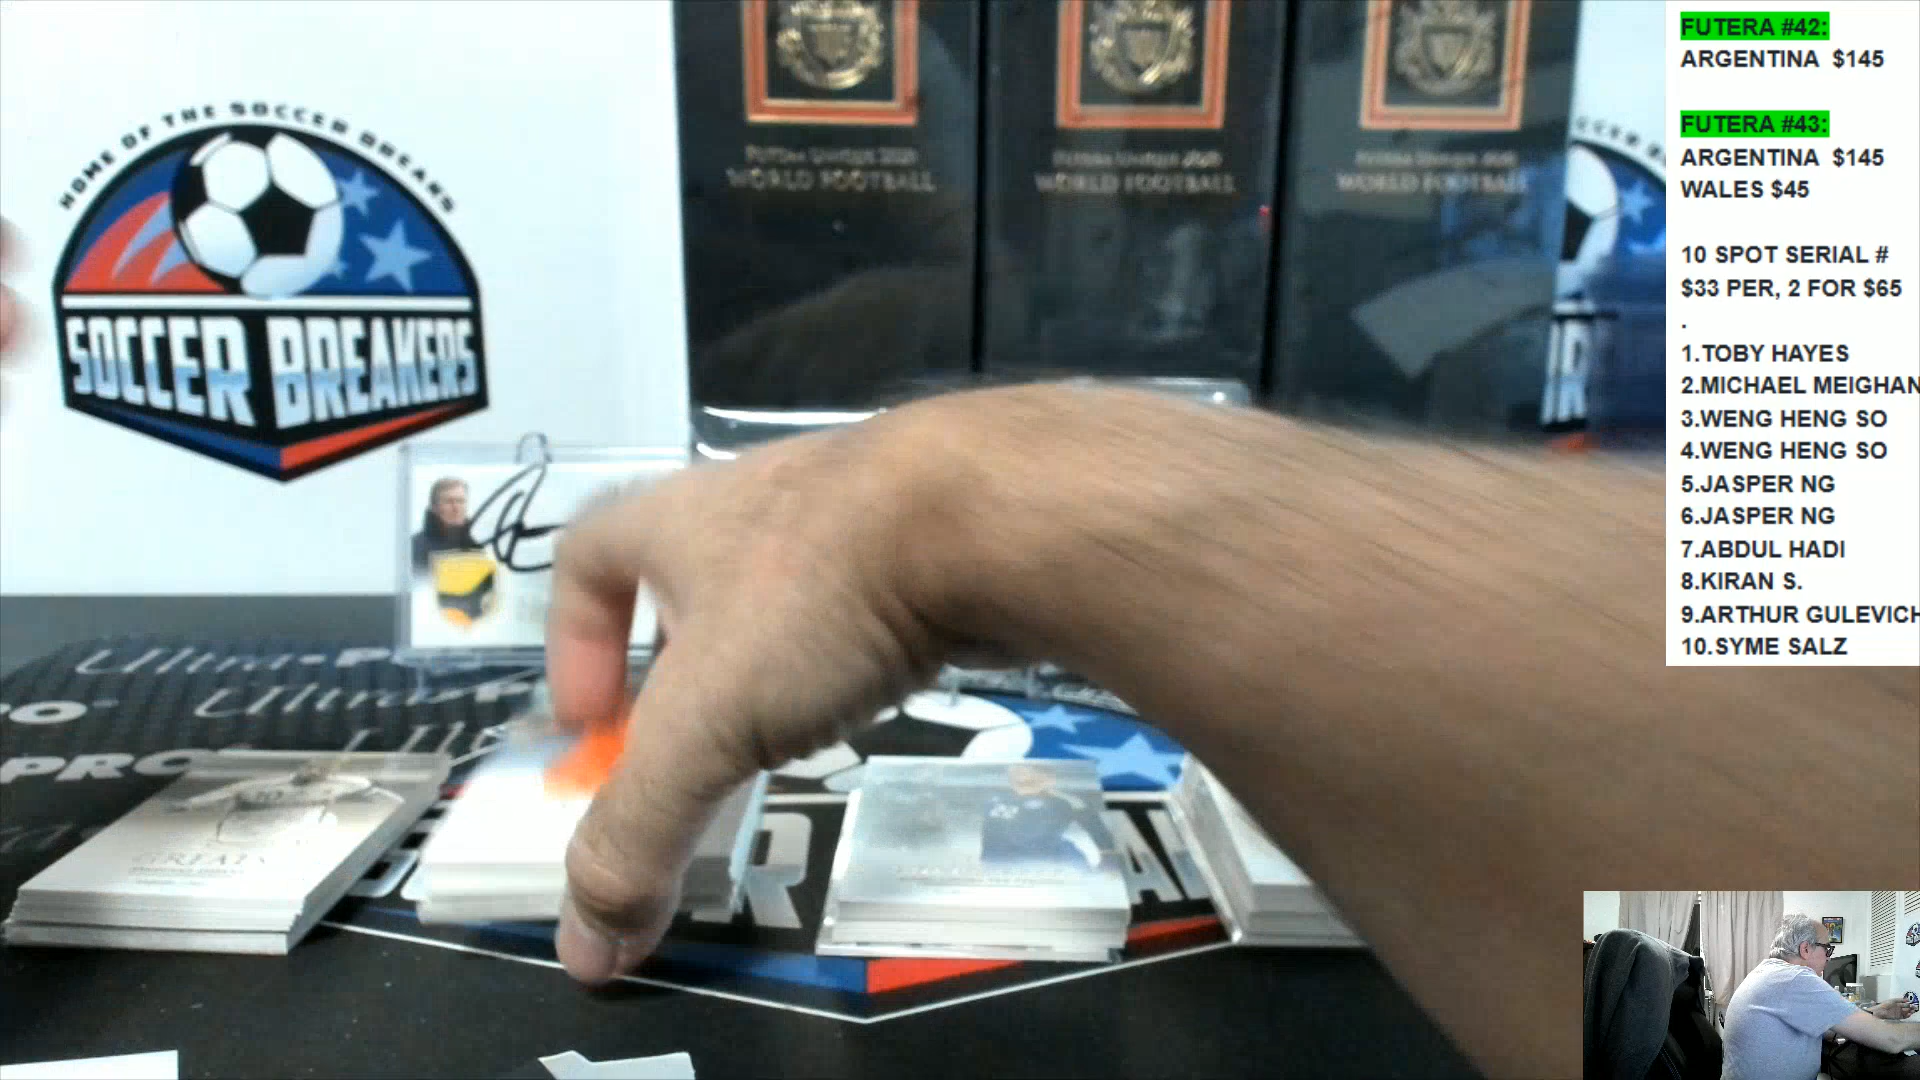 HOME OF THE SOCCER BREAKS
SOCCER BREAKERS
WORLD FOOTBALL
WORLD FOOTBALL
WORLD FOOTBALL
FUTERA #42:
ARGENTINA $145
FUTERA #43:
ARGENTINA $145
WALES $45
10 SPOT SERIAL #
$33 PER, 2 FOR $65
.
1.TOBY HAYES
2.MICHAEL MEIGHAN
3.WENG HENG SO
4.WENG HENG SO
5.JASPER NG
6.JASPER NG
7.ABDUL HADI
8.KIRAN S.
9.ARTHUR GULEVICH
10.SYME SALZ
Ultra
Ultra
PRO